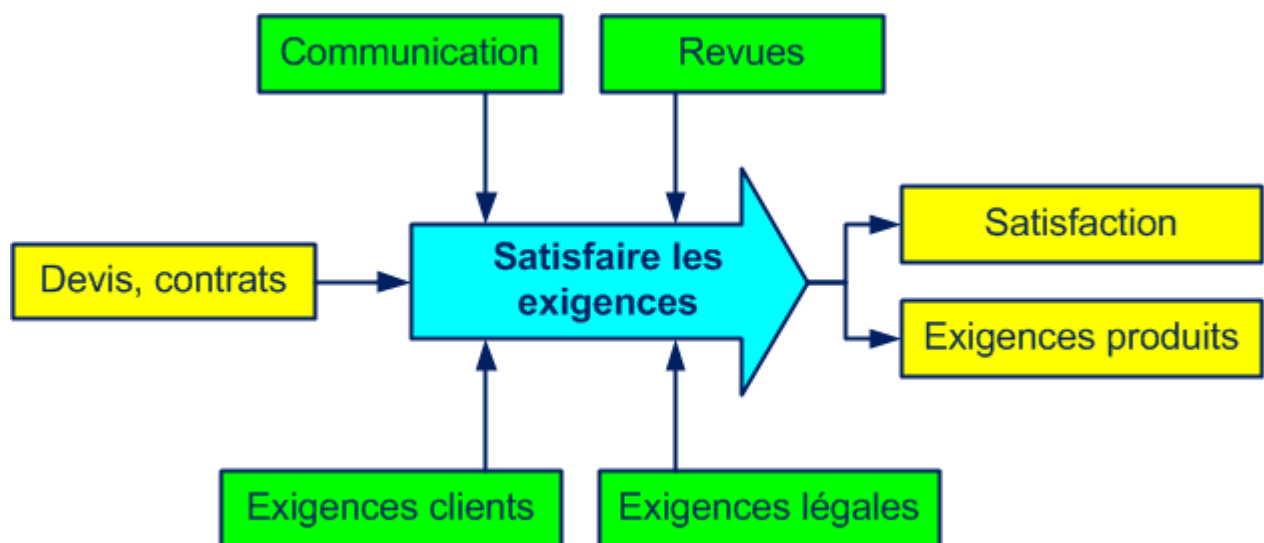 Communication
Revues
Devis, contrats
Satisfaire les
exigences
Satisfaction
Exigences produits
Exigences clients
Exigences légales